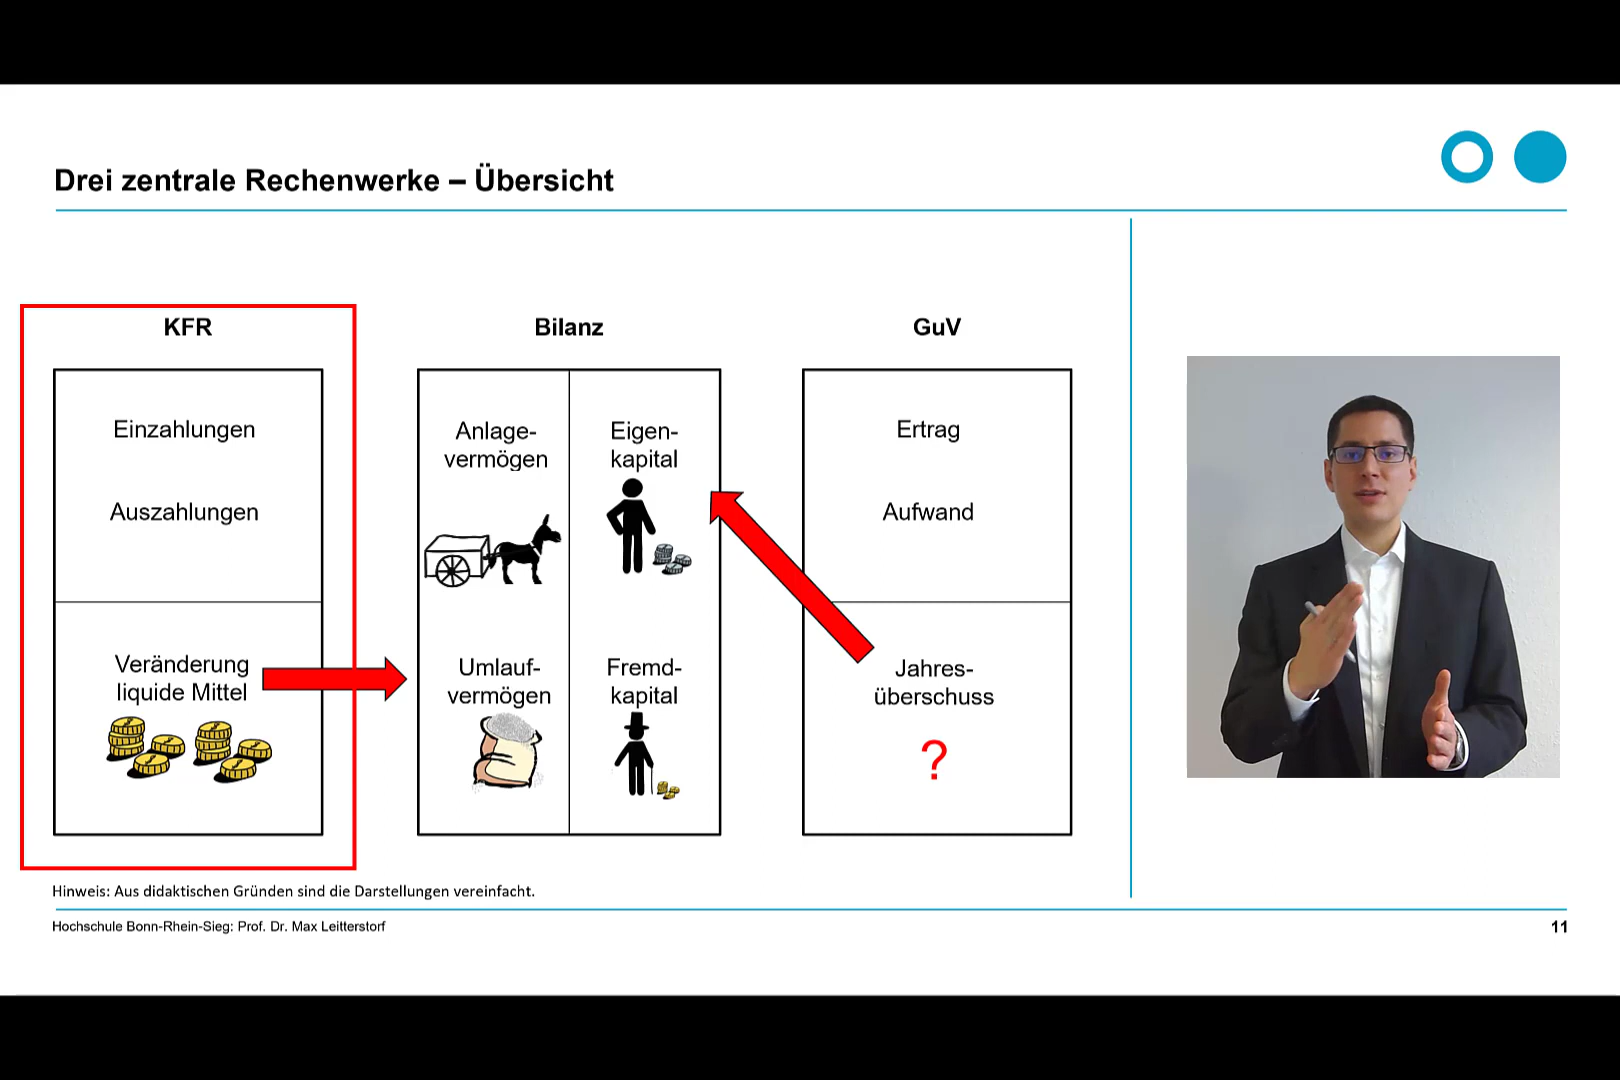 Drei zentrale Rechenwerke – Übersicht
KFR
Einzahlungen
Auszahlungen
Veränderung
liquide Mittel
Bilanz
Anlage-
vermögen
Eigen-
kapital
Umlauf-
vermögen
Fremd-
kapital
GuV
Ertrag
Aufwand
Jahres-
überschuss
?
Hinweis: Aus didaktischen Gründen sind die Darstellungen vereinfacht.
Hochschule Bonn-Rhein-Sieg: Prof. Dr. Max Leitterstorf
11